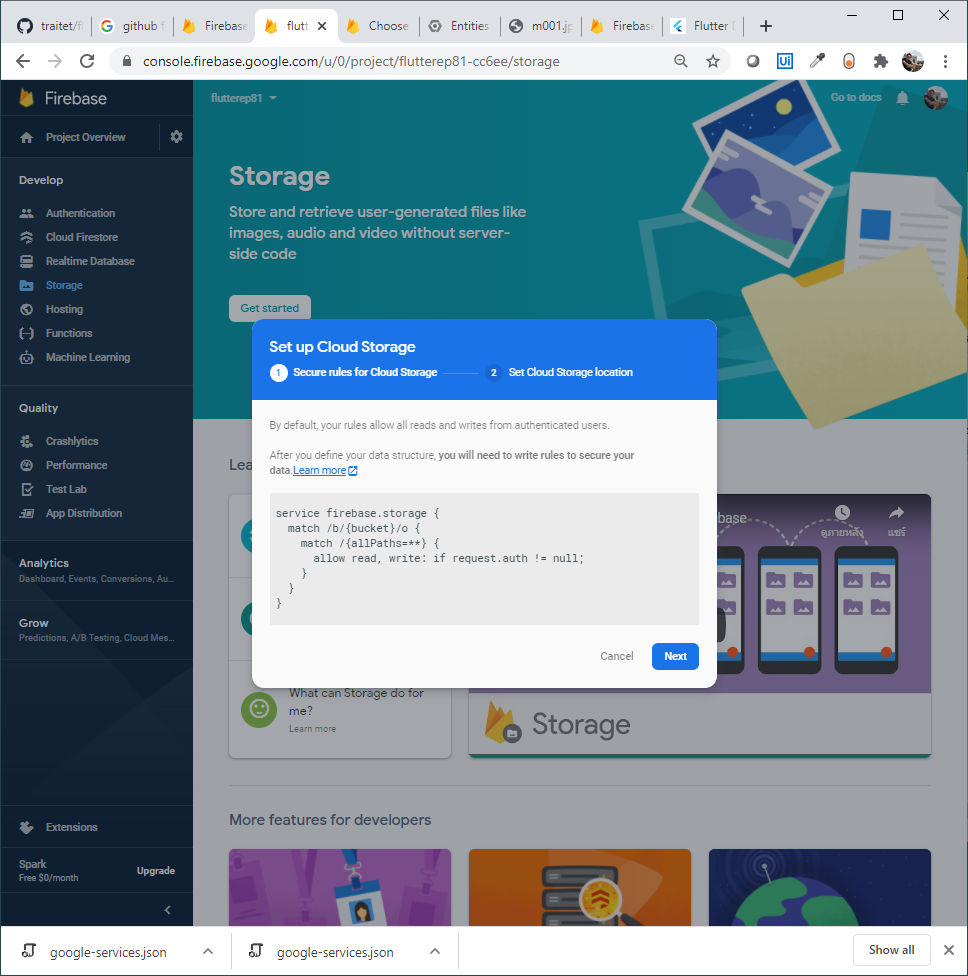 traitet/f
github f
Firebase
flutt
Choose
Entities
m001.jp
Firebase
Flutter
console.firebase.google.com/u/0/project/flutterep81-cc6ee/storage
Ui
Firebase
flutterep81
Go to docs
Project Overview
Develop
Authentication
Cloud Firestore
Realtime Database
Storage
Hosting
Functions
Machine Learning
Quality
Crashlytics
Performance
Test Lab
App Distribution
Analytics
Dashboard, Events, Conversions, Au...
Grow
Predictions, A/B Testing, Cloud Mes...
Extensions
Spark
Free $0/month
Upgrade
Storage
Store and retrieve user-generated files like
images, audio and video without server-
side code
Get started
Set up Cloud Storage
1 Secure rules for Cloud Storage
2 Set Cloud Storage location
By default, your rules allow all reads and writes from authenticated users.
After you define your data structure, you will need to write rules to secure your
data.Learn more
service firebase.storage {
match /b/{bucket}/o {
match /{allPaths=**} {
allow read, write: if request.auth != null;
}
}
}
Cancel
Next
Lea
base
ดูภายหลัง
แชร์
What can Storage do for
me?
Learn more
Storage
More features for developers
google-services.json
google-services.json
Show all